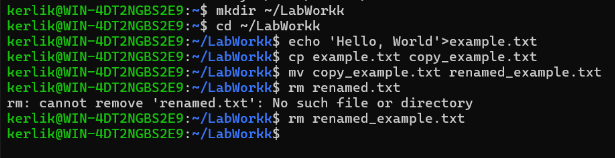 kerlik@WIN-4DT2NGBS2E9:~$ mkdir ~/LabWorkk
kerlik@WIN-4DT2NGBS2E9:~$ cd ~/LabWorkk
kerlik@WIN-4DT2NGBS2E9:~/LabWorkk$ echo 'Hello, World'>example.txt
kerlik@WIN-4DT2NGBS2E9:~/LabWorkk$ cp example.txt copy_example.txt
kerlik@WIN-4DT2NGBS2E9:~/LabWorkk$ mv copy_example.txt renamed_example.txt
kerlik@WIN-4DT2NGBS2E9:~/LabWorkk$ rm renamed.txt
rm: cannot remove 'renamed.txt': No such file or directory
kerlik@WIN-4DT2NGBS2E9:~/LabWorkk$ rm renamed_example.txt
kerlik@WIN-4DT2NGBS2E9:~/LabWorkk$